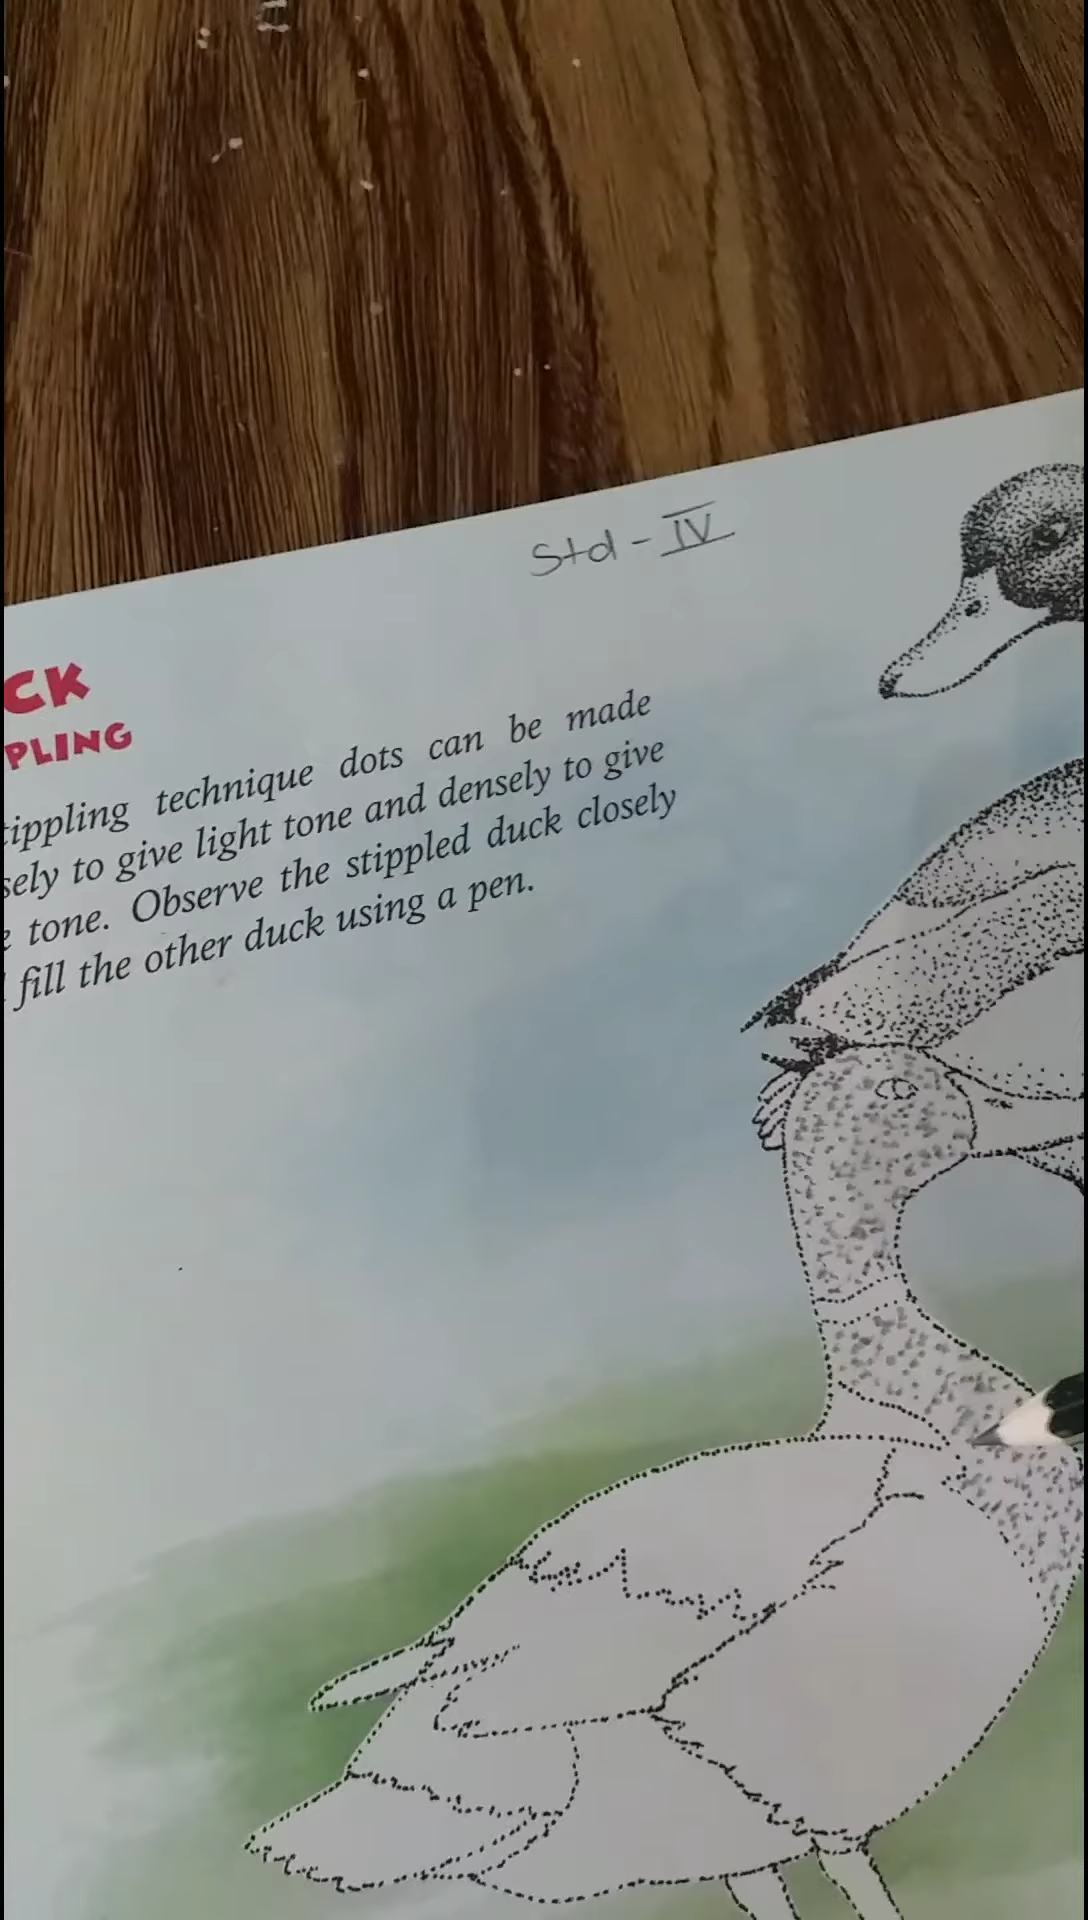 Std - IV
CK
PLING
tippling technique dots can be made
sely to give light tone and densely to give
tone. Observe the stippled duck closely
fill the other duck using a pen.